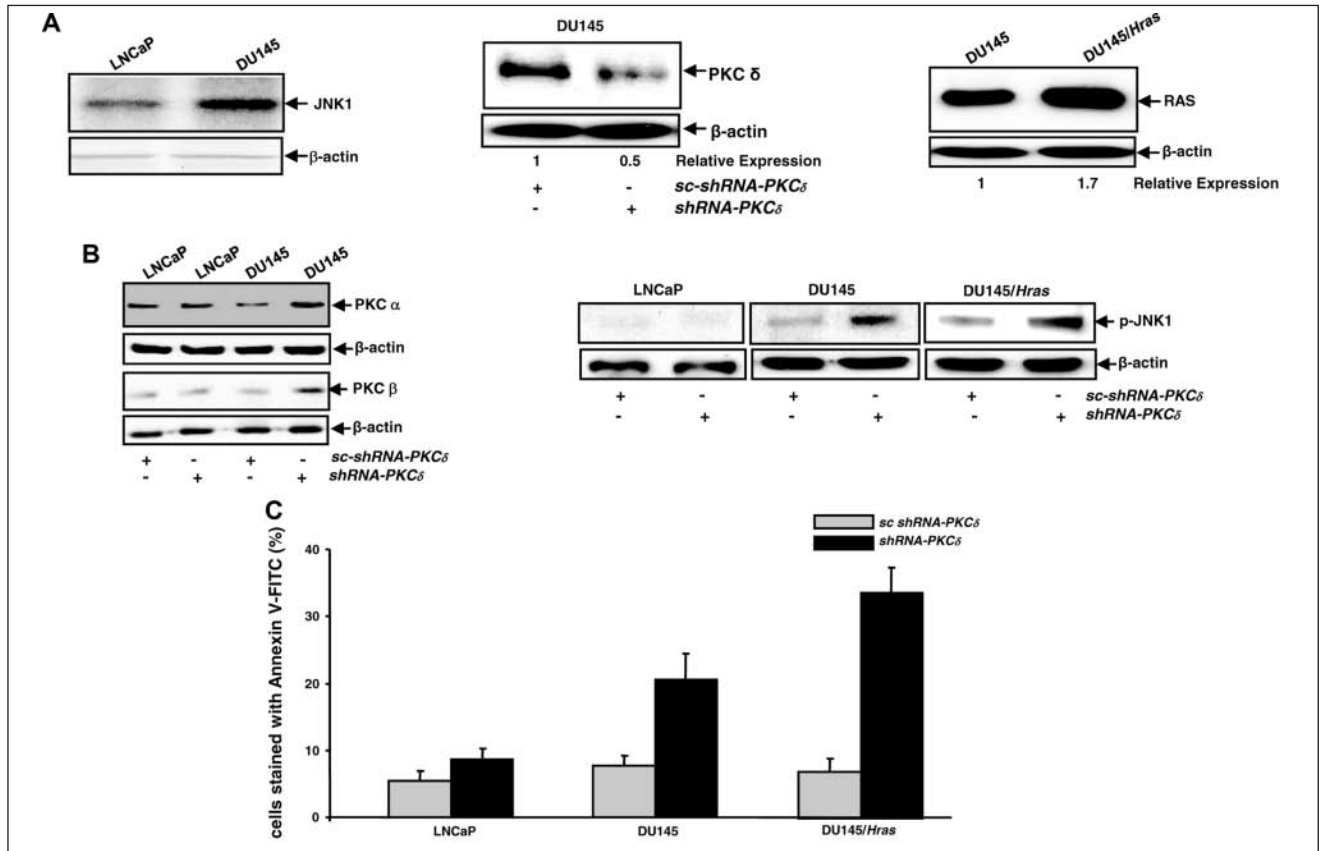 A
LNCaP DU145
JNK1
β-actin
DU145
PKC δ
β-actin
1 0.5 Relative Expression
+ - sc-shRNA-PKCδ
- + shRNA-PKCδ
DU145 DU145/Hras
RAS
β-actin
1 1.7 Relative Expression
B
LNCaP LNCaP DU145 DU145
PKC α
β-actin
PKC β
β-actin
+ - + - sc-shRNA-PKCδ
- + - + shRNA-PKCδ
LNCaP DU145 DU145/Hras
p-JNK1
β-actin
+ - + - + - sc-shRNA-PKCδ
- + - + - + shRNA-PKCδ
C
sc shRNA-PKCδ
shRNA-PKCδ
cells stained with Annexin V-FITC (%)
40
30
20
10
0
LNCaP DU145 DU145/Hras